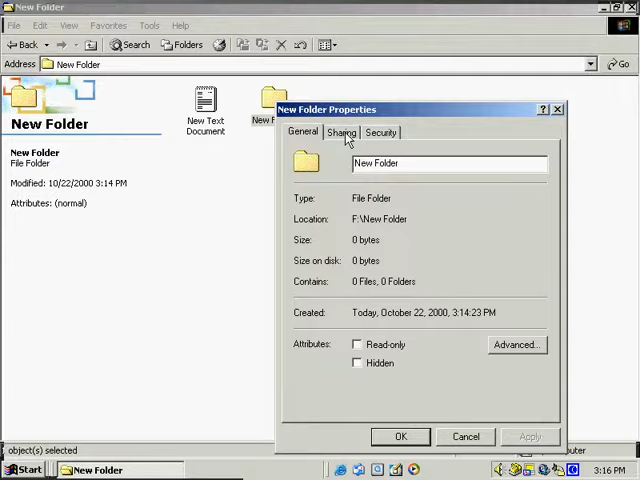 New Folder
File Edit View Favorites Tools Help
Back Search Folders
Address New Folder Go
New Folder
New Folder
File Folder
Modified: 10/22/2000 3:14 PM
Attributes: (normal)
New Text
Document
New Folder Properties
General Sharing Security
New Folder
Type: File Folder
Location: F:\New Folder
Size: 0 bytes
Size on disk: 0 bytes
Contains: 0 Files, 0 Folders
Created: Today, October 22, 2000, 3:14:23 PM
Attributes: Read-only Advanced...
Hidden
OK Cancel Apply
object(s) selected
Start New Folder 3:16 PM